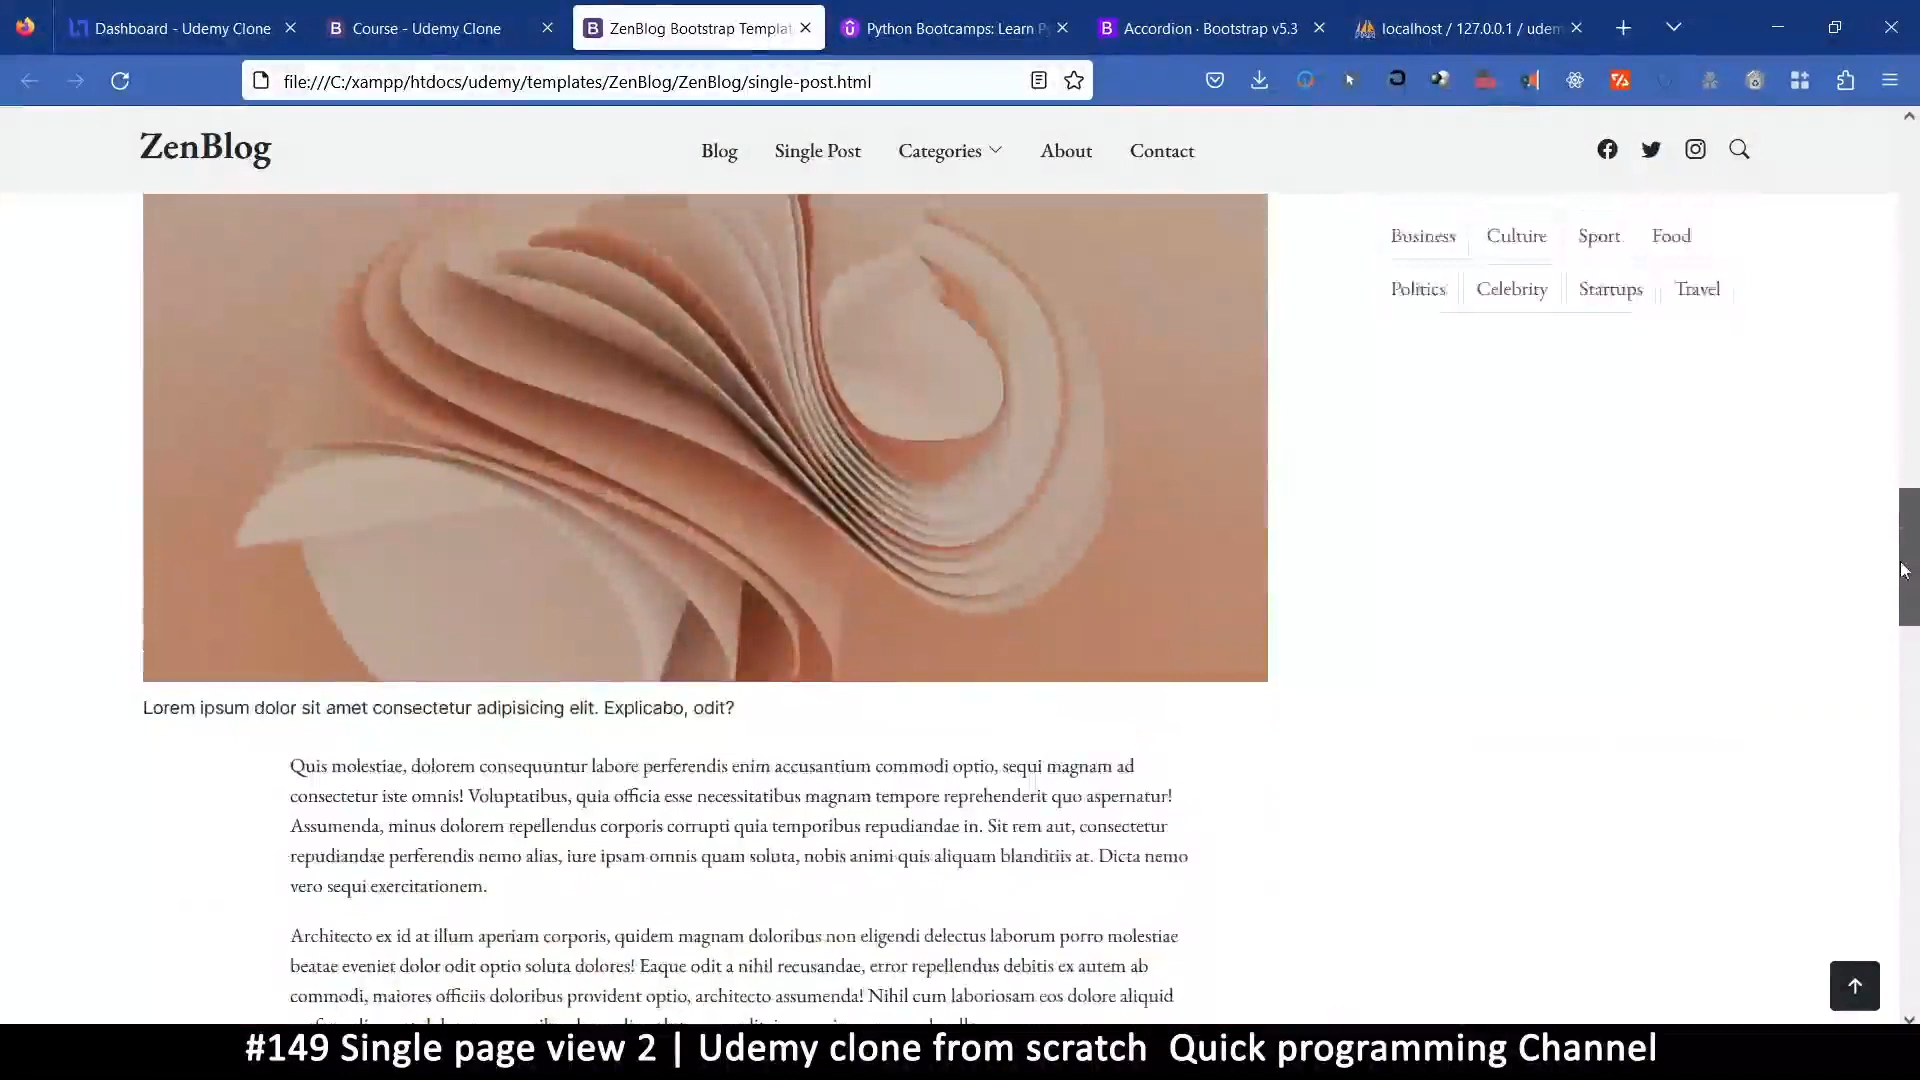 Dashboard - Udemy Clone
Course - Udemy Clone
ZenBlog Bootstrap Templat
Python Bootcamps: Learn P
Accordion · Bootstrap v5.3
localhost / 127.0.0.1 / udem
file:///C:/xampp/htdocs/udemy/templates/ZenBlog/ZenBlog/single-post.html
ZenBlog
Blog
Single Post
Categories
About
Contact
Business
Culture
Sport
Food
Politics
Celebrity
Startups
Travel
Lorem ipsum dolor sit amet consectetur adipisicing elit. Explicabo, odit?
Quis molestiae, dolorem consequuntur labore perferendis enim accusantium commodi optio, sequi magnam ad
consectetur iste omnis! Voluptatibus, quia officia esse necessitatibus magnam tempore reprehenderit quo aspernatur!
Assumenda, minus dolorem repellendus corporis corrupti quia temporibus repudiandae in. Sit rem aut, consectetur
repudiandae perferendis nemo alias, iure ipsam omnis quam soluta, nobis animi quis aliquam blanditiis at. Dicta nemo
vero sequi exercitationem.
Architecto ex id at illum aperiam corporis, quidem magnam doloribus non eligendi delectus laborum porro molestiae
beatae eveniet dolor odit optio soluta dolores! Eaque odit a nihil recusandae, error repellendus debitis ex autem ab
commodi, maiores officiis doloribus provident optio, architecto assumenda! Nihil cum laboriosam eos dolore aliquid
#149 Single page view 2 | Udemy clone from scratch Quick programming Channel